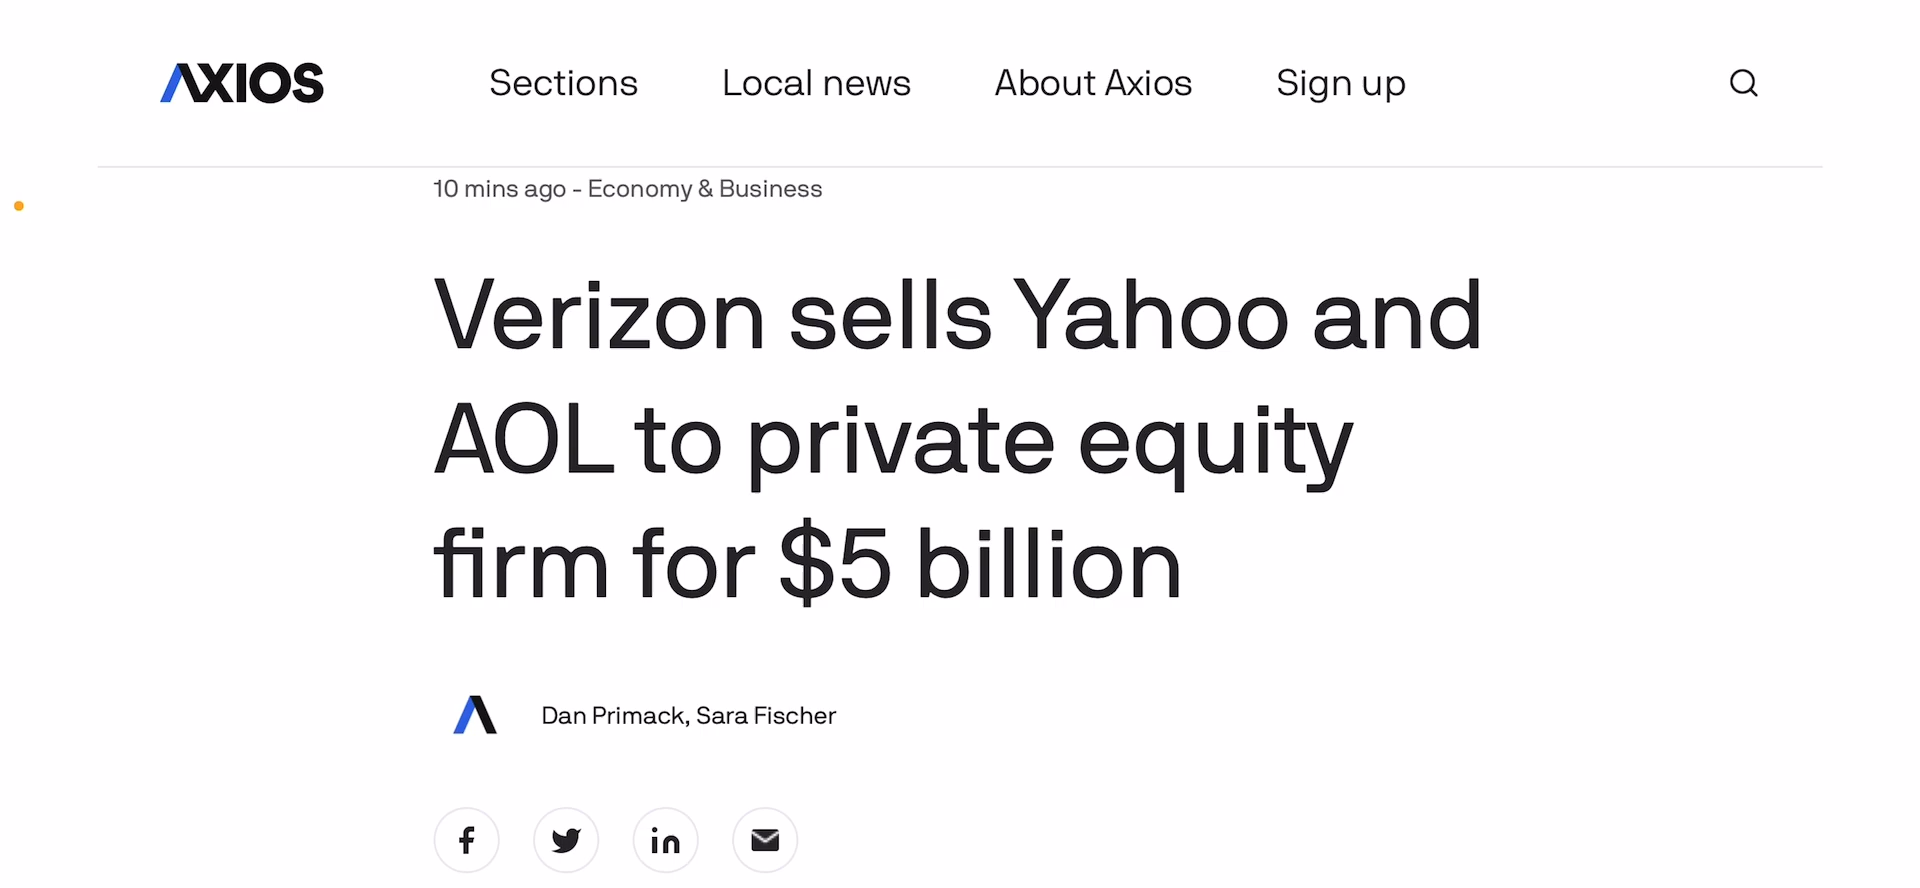 AXIOS Sections Local news About Axios Sign up
10 mins ago - Economy & Business
Verizon sells Yahoo and
AOL to private equity
firm for $5 billion
Dan Primack, Sara Fischer